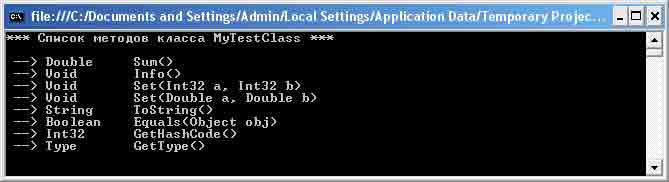 file:///C:/Documents and Settings/Admin/Local Settings/Application Data/Temporary Projec...
*** Список методов класса MyTestClass ***
--> Double Sum()
--> Void Info()
--> Void Set(Int32 a, Int32 b)
--> Void Set(Double a, Double b)
--> String ToString()
--> Boolean Equals(Object obj)
--> Int32 GetHashCode()
--> Type GetType()